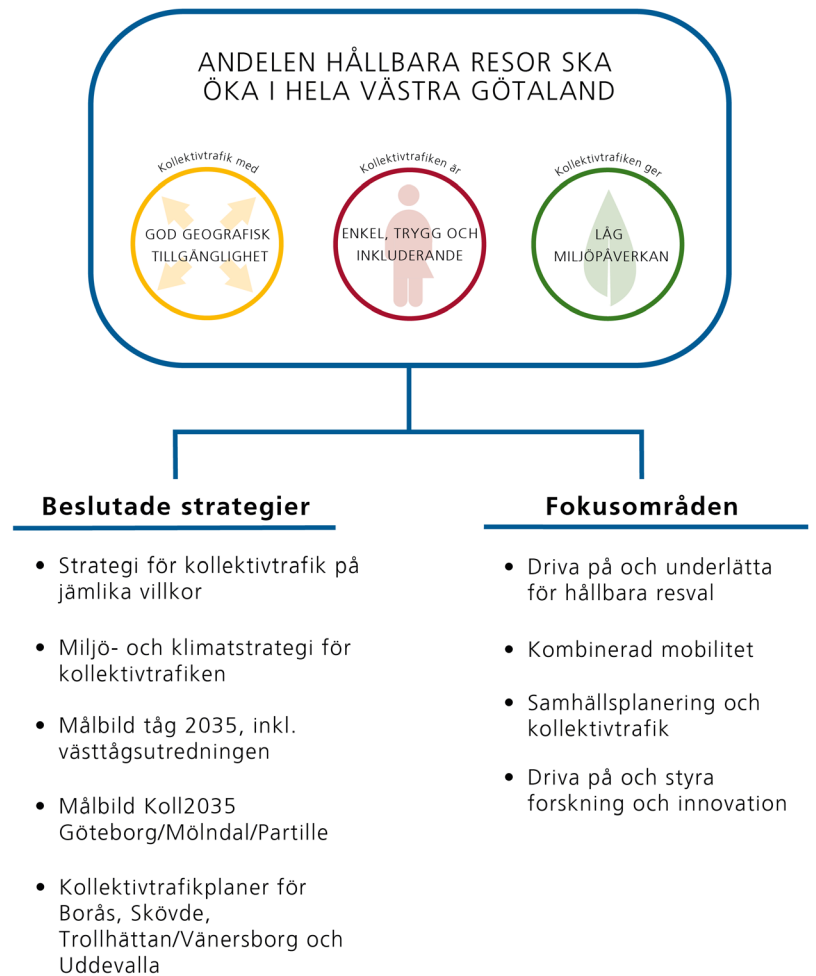 ANDELEN HÅLLBARA RESOR SKA
ÖKA I HELA VÄSTRA GÖTALAND
Kollektivtrafik med
GOD GEOGRAFISK
TILLGÄNGLIGHET
Kollektivtrafiken är
ENKEL, TRYGG OCH
INKLUDERANDE
Kollektivtrafiken ger
LÅG
MILJÖPÅVERKAN
Beslutade strategier
• Strategi för kollektivtrafik på
jämlika villkor
• Miljö- och klimatstrategi för
kollektivtrafiken
• Målbild tåg 2035, inkl.
västtågsutredningen
• Målbild Koll2035
Göteborg/Mölndal/Partille
• Kollektivtrafikplaner för
Borås, Skövde,
Trollhättan/Vänersborg och
Uddevalla
Fokusområden
• Driva på och underlätta
för hållbara resval
• Kombinerad mobilitet
• Samhällsplanering och
kollektivtrafik
• Driva på och styra
forskning och innovation